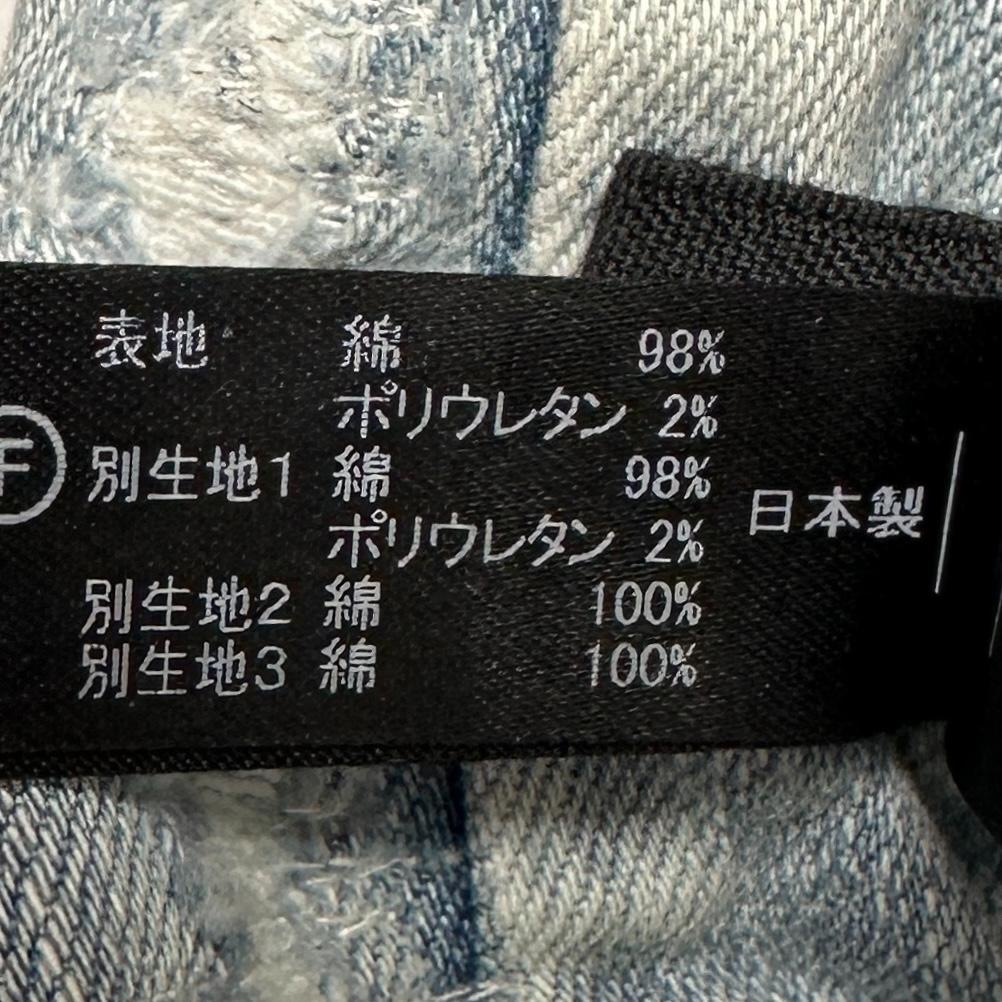 表地 綿 98%
ポリウレタン 2%
F 別生地1 綿 98%
ポリウレタン 2%
日本製
別生地2 綿 100%
別生地3 綿 100%